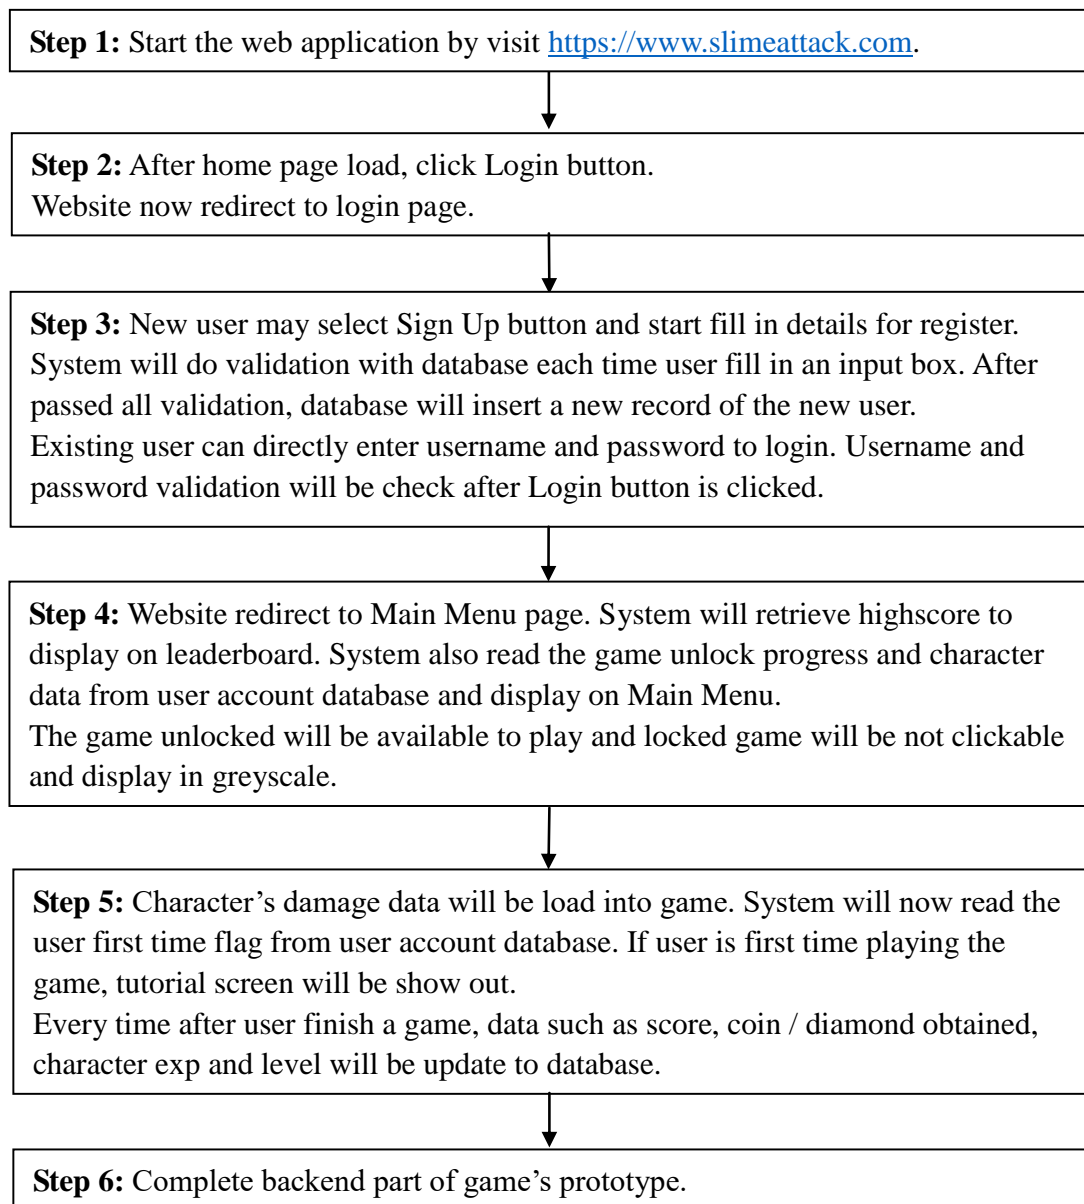 Step 1: Start the web application by visit https://www.slimeattack.com.
Step 2: After home page load, click Login button.
Website now redirect to login page.
Step 3: New user may select Sign Up button and start fill in details for register.
System will do validation with database each time user fill in an input box. After
passed all validation, database will insert a new record of the new user.
Existing user can directly enter username and password to login. Username and
password validation will be check after Login button is clicked.
Step 4: Website redirect to Main Menu page. System will retrieve highscore to
display on leaderboard. System also read the game unlock progress and character
data from user account database and display on Main Menu.
The game unlocked will be available to play and locked game will be not clickable
and display in greyscale.
Step 5: Character’s damage data will be load into game. System will now read the
user first time flag from user account database. If user is first time playing the
game, tutorial screen will be show out.
Every time after user finish a game, data such as score, coin / diamond obtained,
character exp and level will be update to database.
Step 6: Complete backend part of game’s prototype.